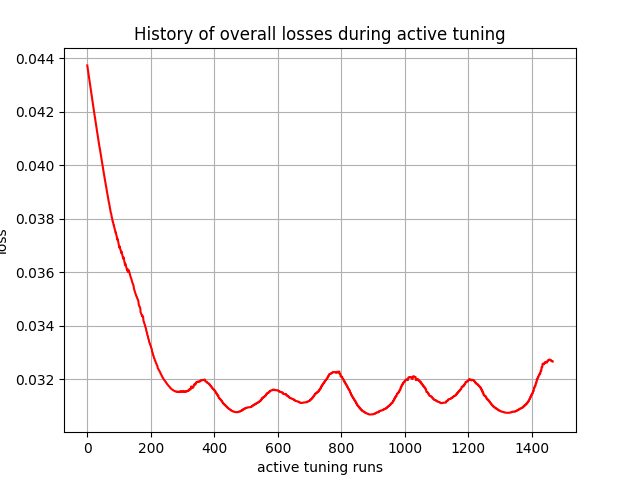 History of overall losses during active tuning
0.044
0.042
0.040
0.038
0.036
0.034
0.032
loss
0 200 400 600 800 1000 1200 1400
active tuning runs